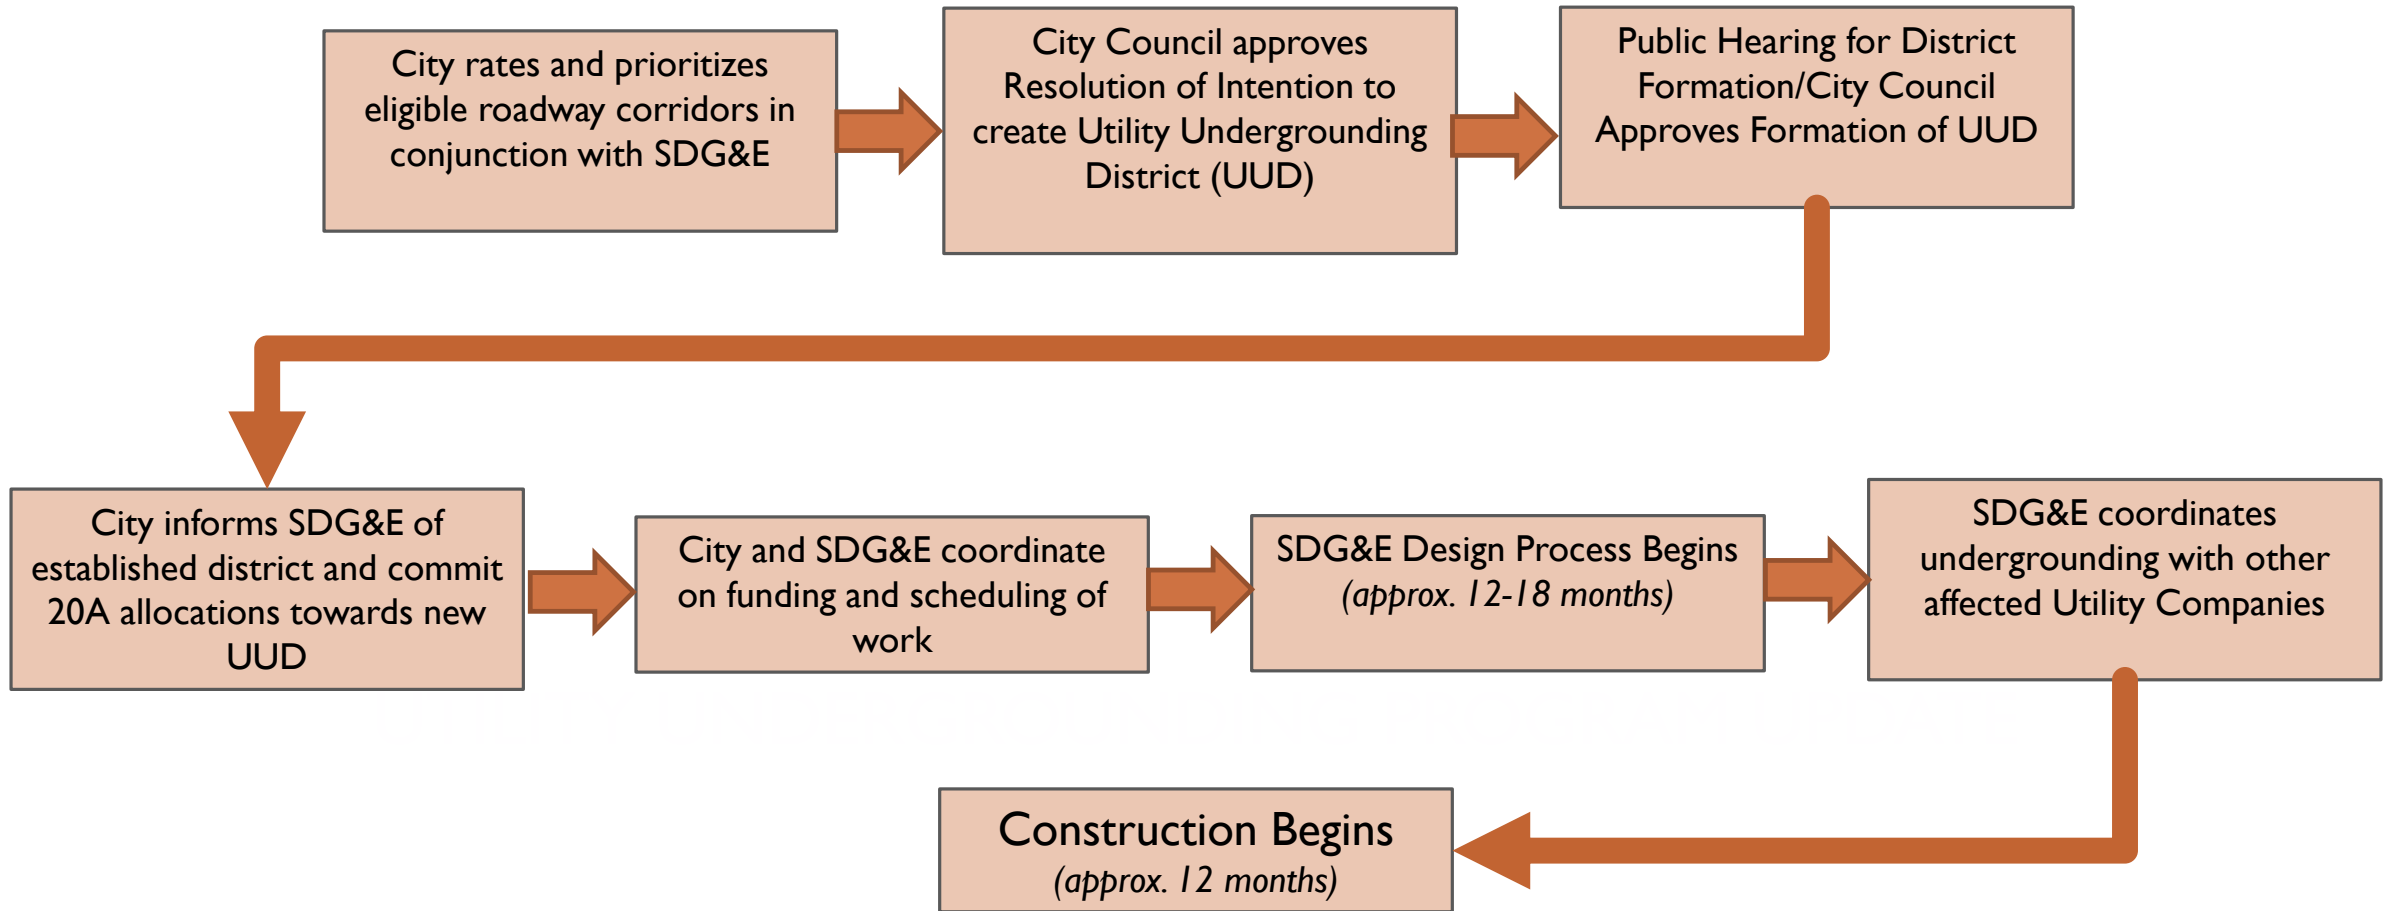 City rates and prioritizes
eligible roadway corridors in
conjunction with SDG&E
City Council approves
Resolution of Intention to
create Utility Undergrounding
District (UUD)
Public Hearing for District
Formation/City Council
Approves Formation of UUD
City informs SDG&E of
established district and commit
20A allocations towards new
UUD
City and SDG&E coordinate
on funding and scheduling of
work
SDG&E Design Process Begins
(approx. 12-18 months)
SDG&E coordinates
undergrounding with other
affected Utility Companies
UTILITY UNDERGROUNDING PROGRAM UPDATE
Construction Begins
(approx. 12 months)